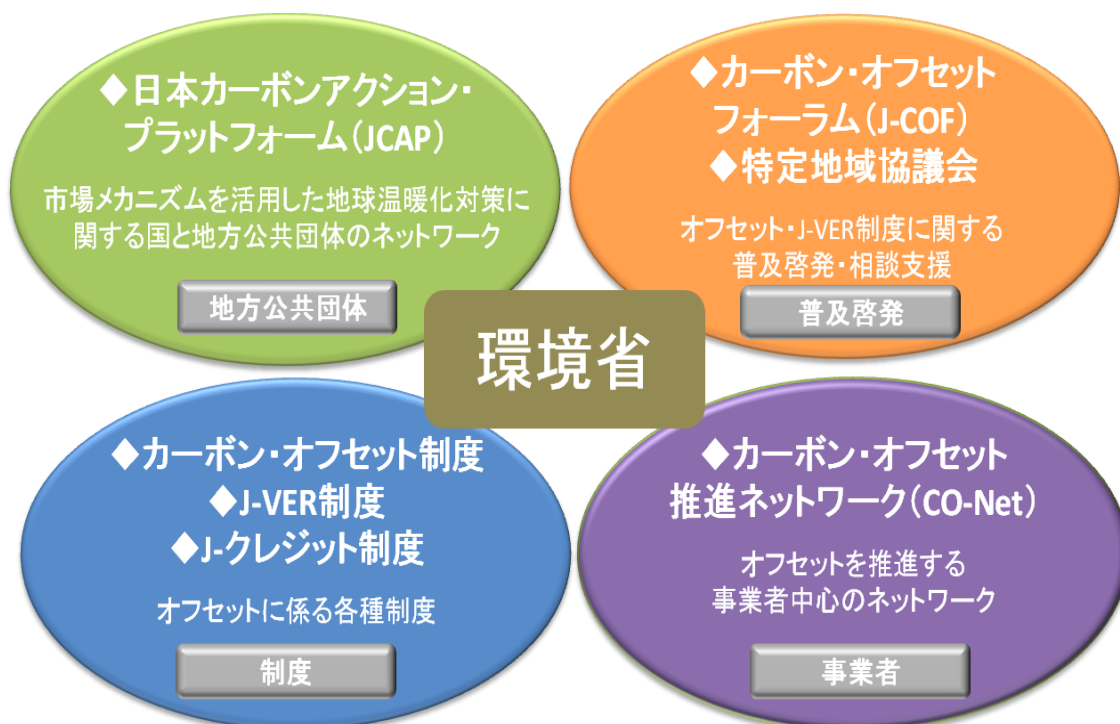 ◆日本カーボンアクション・
プラットフォーム（JCAP）
市場メカニズムを活用した地球温暖化対策に
関する国と地方公共団体のネットワーク
地方公共団体
◆カーボン・オフセット
フォーラム（J-COF）
◆特定地域協議会
オフセット・J-VER制度に関する
普及啓発・相談支援
普及啓発
環境省
◆カーボン・オフセット制度
◆J-VER制度
◆J-クレジット制度
オフセットに係る各種制度
制度
◆カーボン・オフセット
推進ネットワーク（CO-Net）
オフセットを推進する
事業者中心のネットワーク
事業者